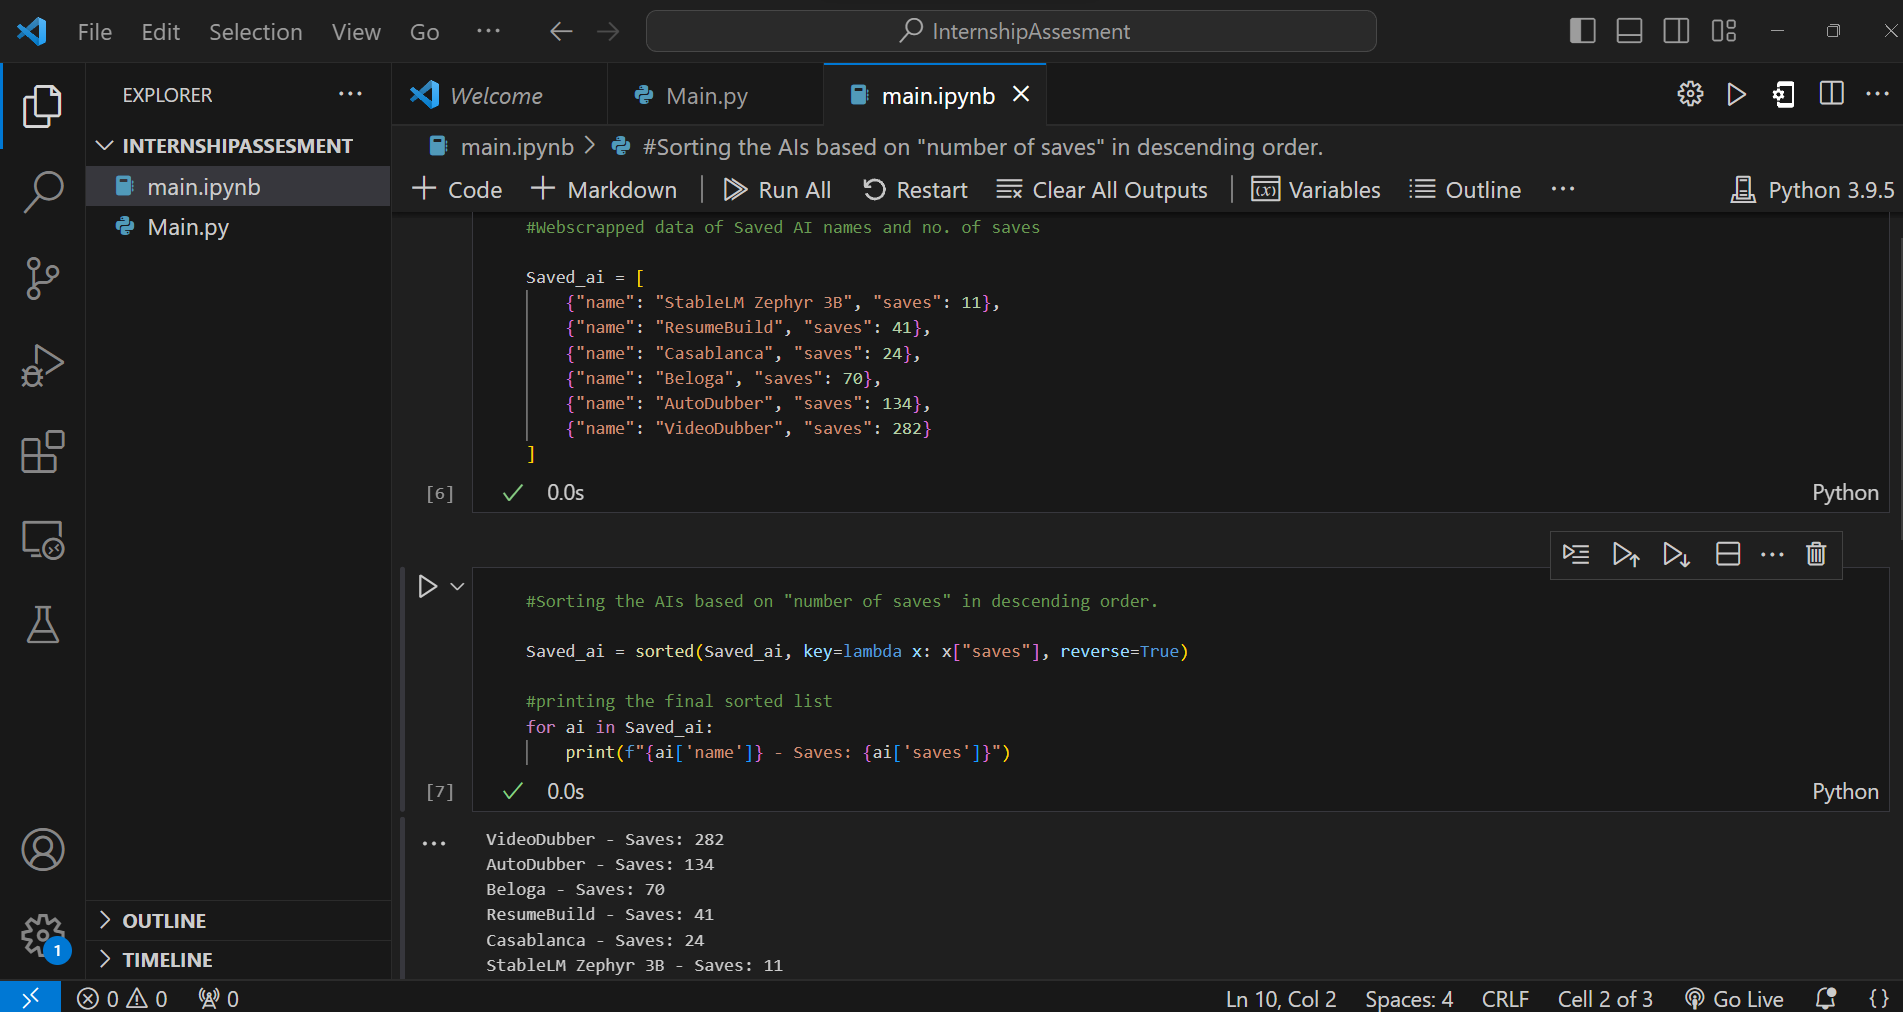 File Edit Selection View Go ··· InternshipAssesment
EXPLORER ···
INTERNSHIPASSESMENT
main.ipynb
Main.py
OUTLINE
TIMELINE
1
Welcome Main.py main.ipynb
main.ipynb > #Sorting the AIs based on "number of saves" in descending order.
+ Code + Markdown | Run All Restart Clear All Outputs | Variables Outline ··· Python 3.9.5
#Webscrapped data of Saved AI names and no. of saves
Saved_ai = [
{"name": "StableLM Zephyr 3B", "saves": 11},
{"name": "ResumeBuild", "saves": 41},
{"name": "Casablanca", "saves": 24},
{"name": "Beloga", "saves": 70},
{"name": "AutoDubber", "saves": 134},
{"name": "VideoDubber", "saves": 282}
]
[6] 0.0s Python
#Sorting the AIs based on "number of saves" in descending order.
Saved_ai = sorted(Saved_ai, key=lambda x: x["saves"], reverse=True)
#printing the final sorted list
for ai in Saved_ai:
print(f"{ai['name']} - Saves: {ai['saves']}")
[7] 0.0s Python
VideoDubber - Saves: 282
AutoDubber - Saves: 134
Beloga - Saves: 70
ResumeBuild - Saves: 41
Casablanca - Saves: 24
StableLM Zephyr 3B - Saves: 11
0 0 0 Ln 10, Col 2 Spaces: 4 CRLF Cell 2 of 3 Go Live { }